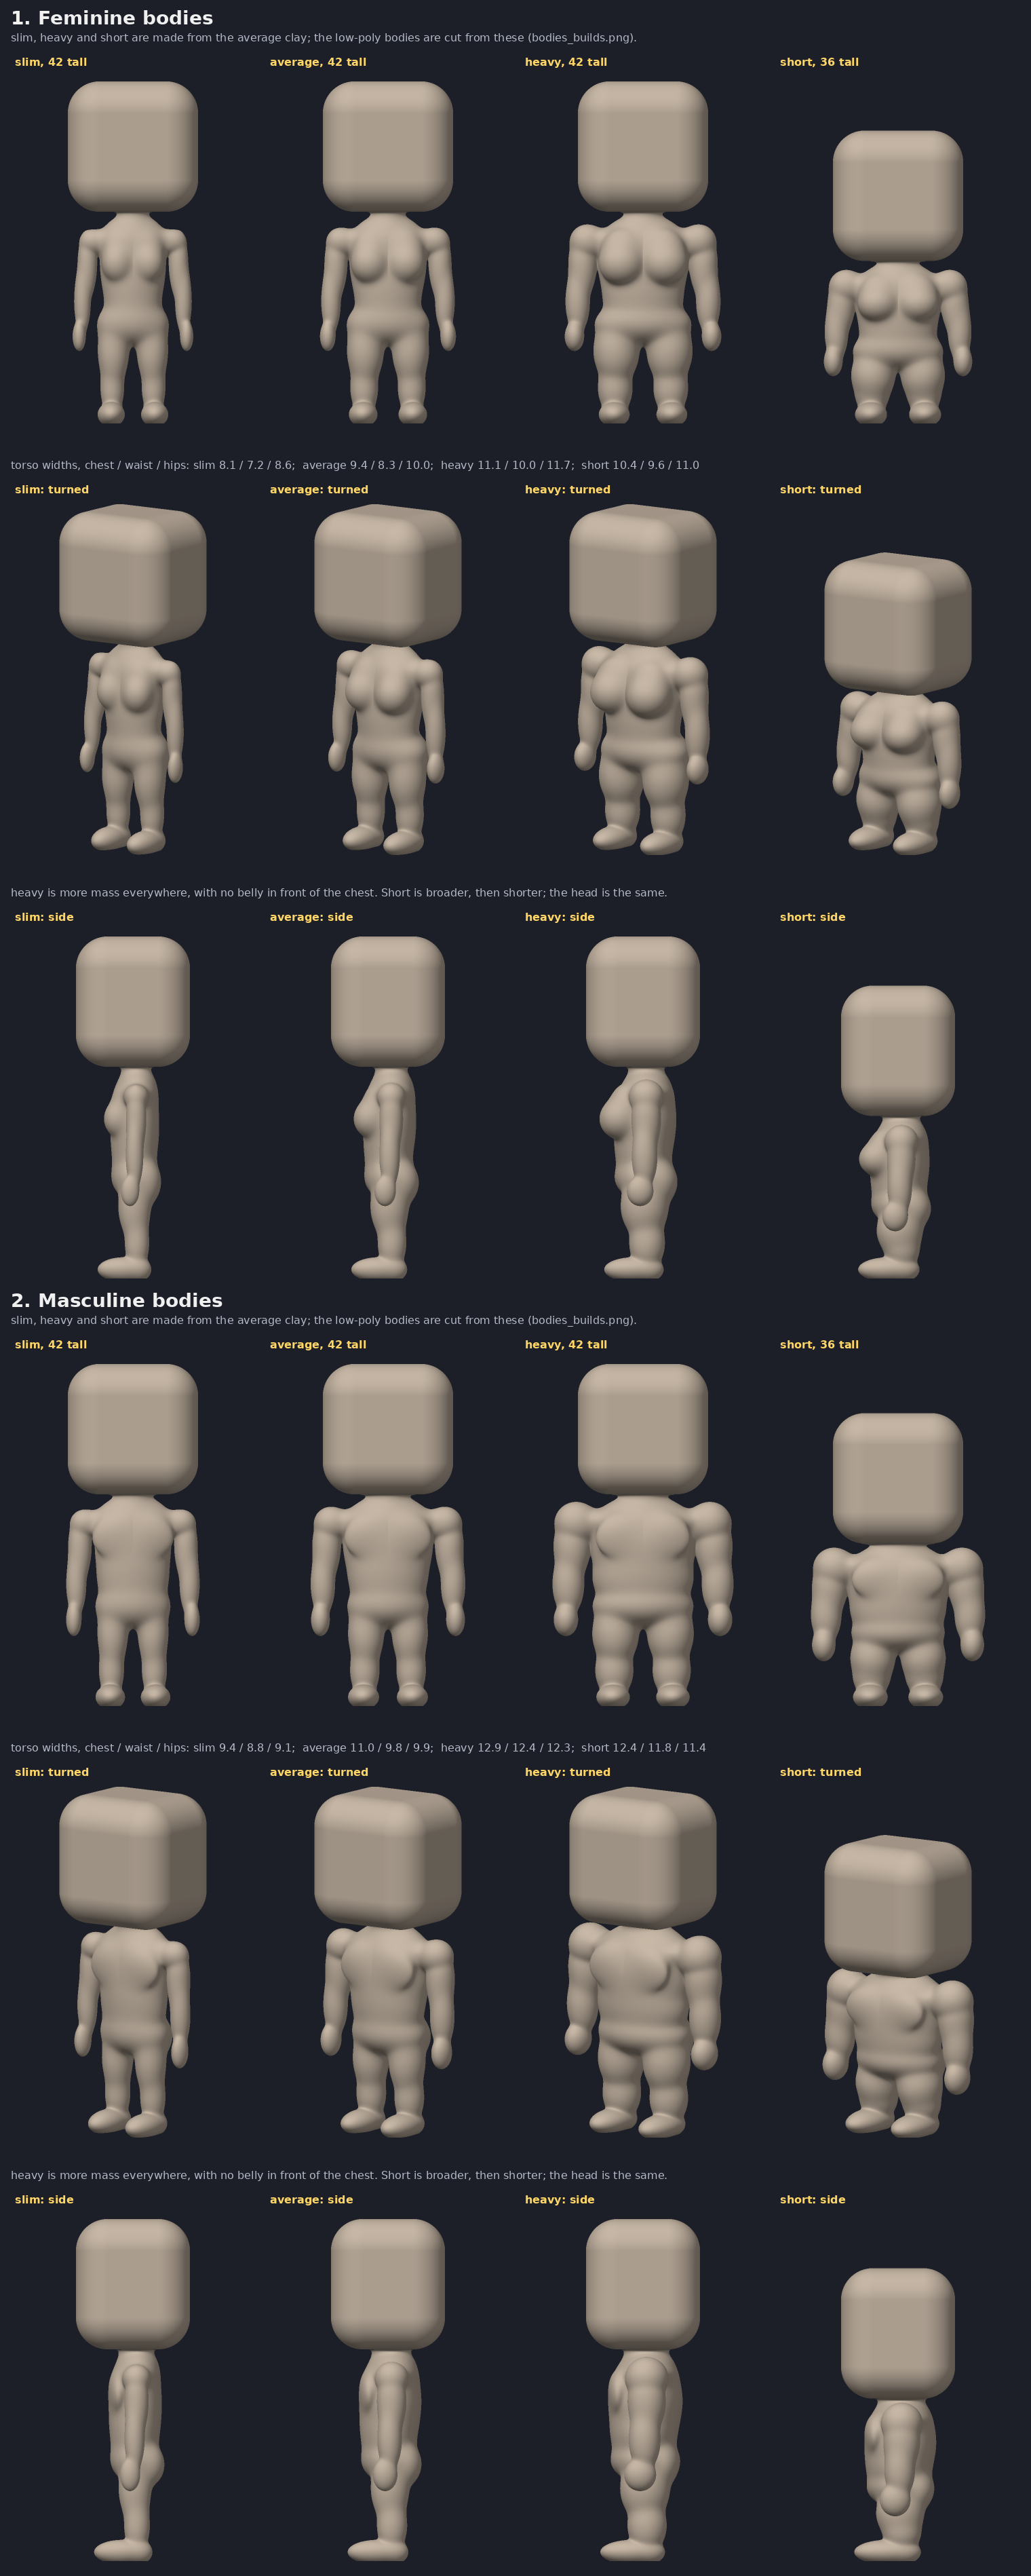 1. Feminine bodies
slim, heavy and short are made from the average clay; the low-poly bodies are cut from these (bodies_builds.png).
slim, 42 tall
average, 42 tall
heavy, 42 tall
short, 36 tall
torso widths, chest / waist / hips: slim 8.1 / 7.2 / 8.6;  average 9.4 / 8.3 / 10.0;  heavy 11.1 / 10.0 / 11.7;  short 10.4 / 9.6 / 11.0
slim: turned
average: turned
heavy: turned
short: turned
heavy is more mass everywhere, with no belly in front of the chest. Short is broader, then shorter; the head is the same.
slim: side
average: side
heavy: side
short: side
2. Masculine bodies
slim, heavy and short are made from the average clay; the low-poly bodies are cut from these (bodies_builds.png).
slim, 42 tall
average, 42 tall
heavy, 42 tall
short, 36 tall
torso widths, chest / waist / hips: slim 9.4 / 8.8 / 9.1;  average 11.0 / 9.8 / 9.9;  heavy 12.9 / 12.4 / 12.3;  short 12.4 / 11.8 / 11.4
slim: turned
average: turned
heavy: turned
short: turned
heavy is more mass everywhere, with no belly in front of the chest. Short is broader, then shorter; the head is the same.
slim: side
average: side
heavy: side
short: side